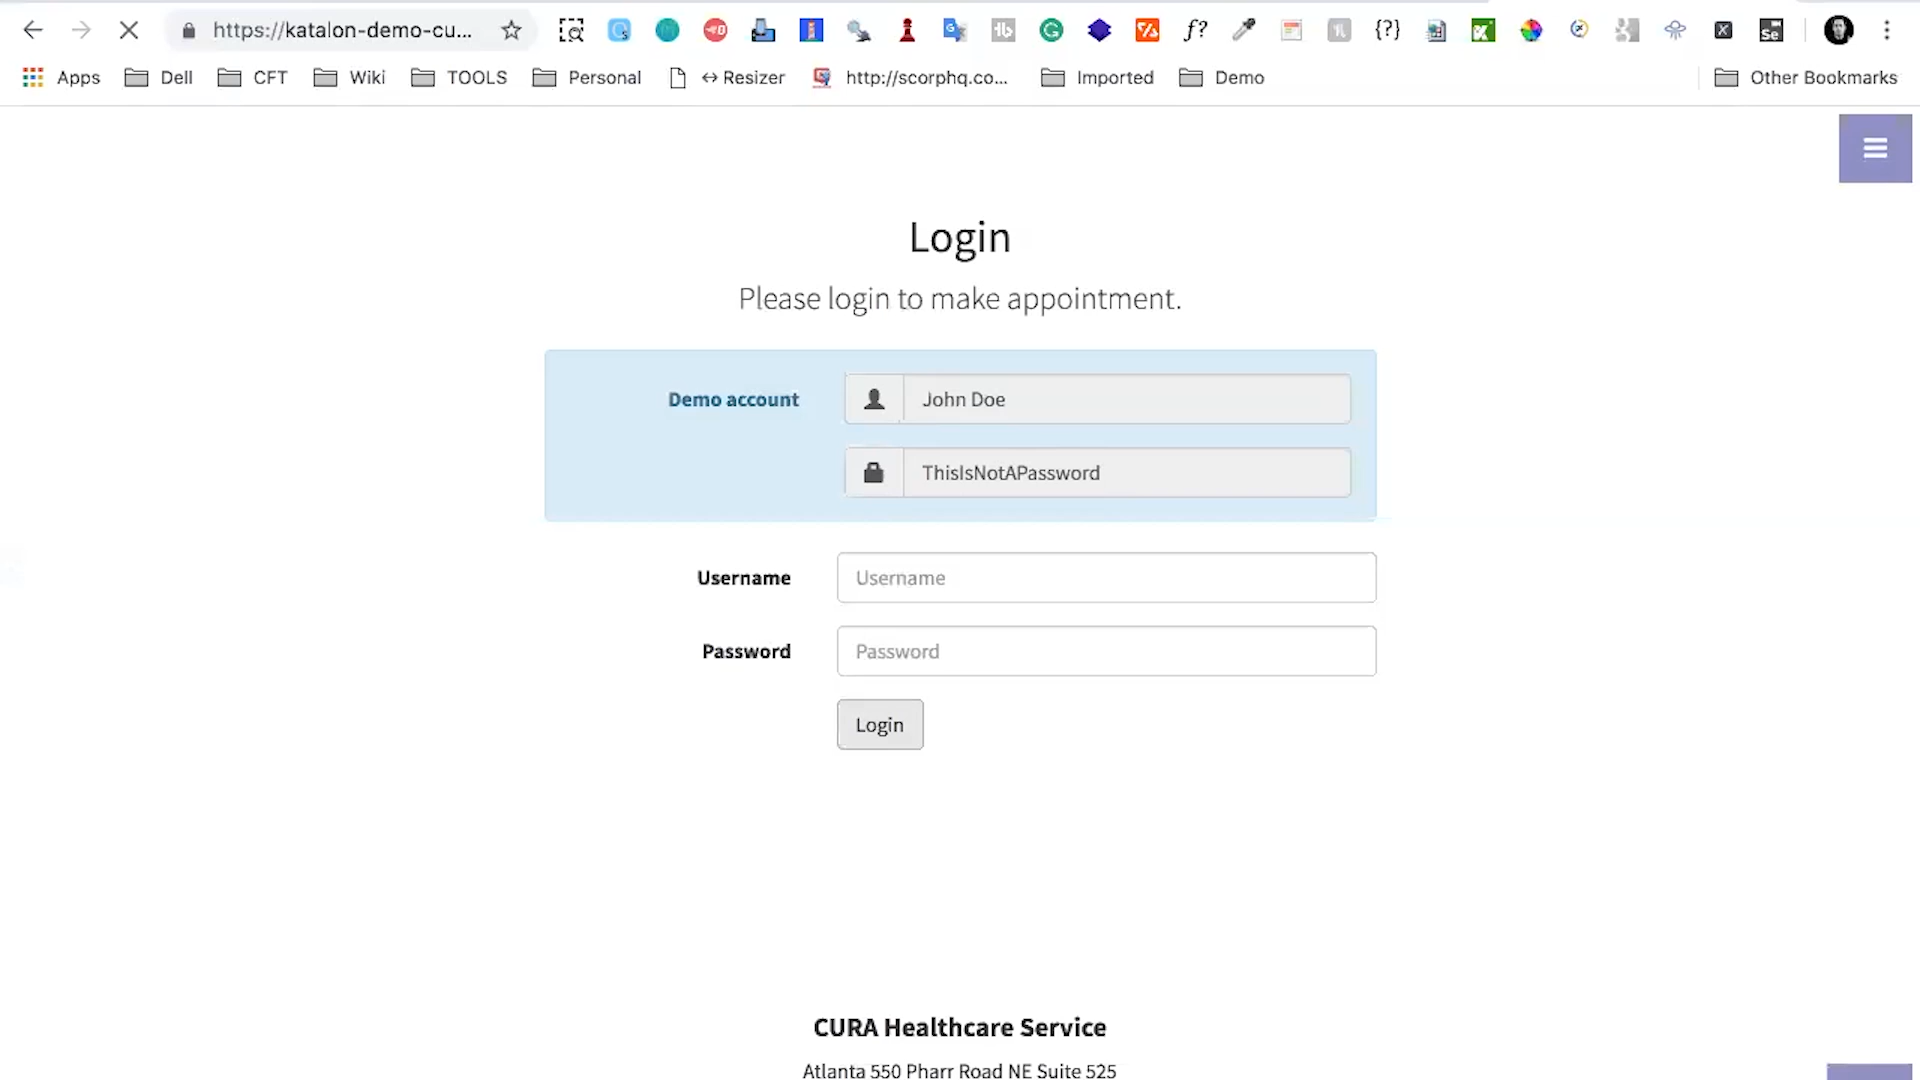 https://katalon-demo-cu...
f?
{?}
Se
Apps Dell CFT Wiki TOOLS Personal ↔ Resizer http://scorphq.co... Imported Demo Other Bookmarks
Login
Please login to make appointment.
Demo account John Doe
ThisIsNotAPassword
Username Username
Password Password
Login
CURA Healthcare Service
Atlanta 550 Pharr Road NE Suite 525